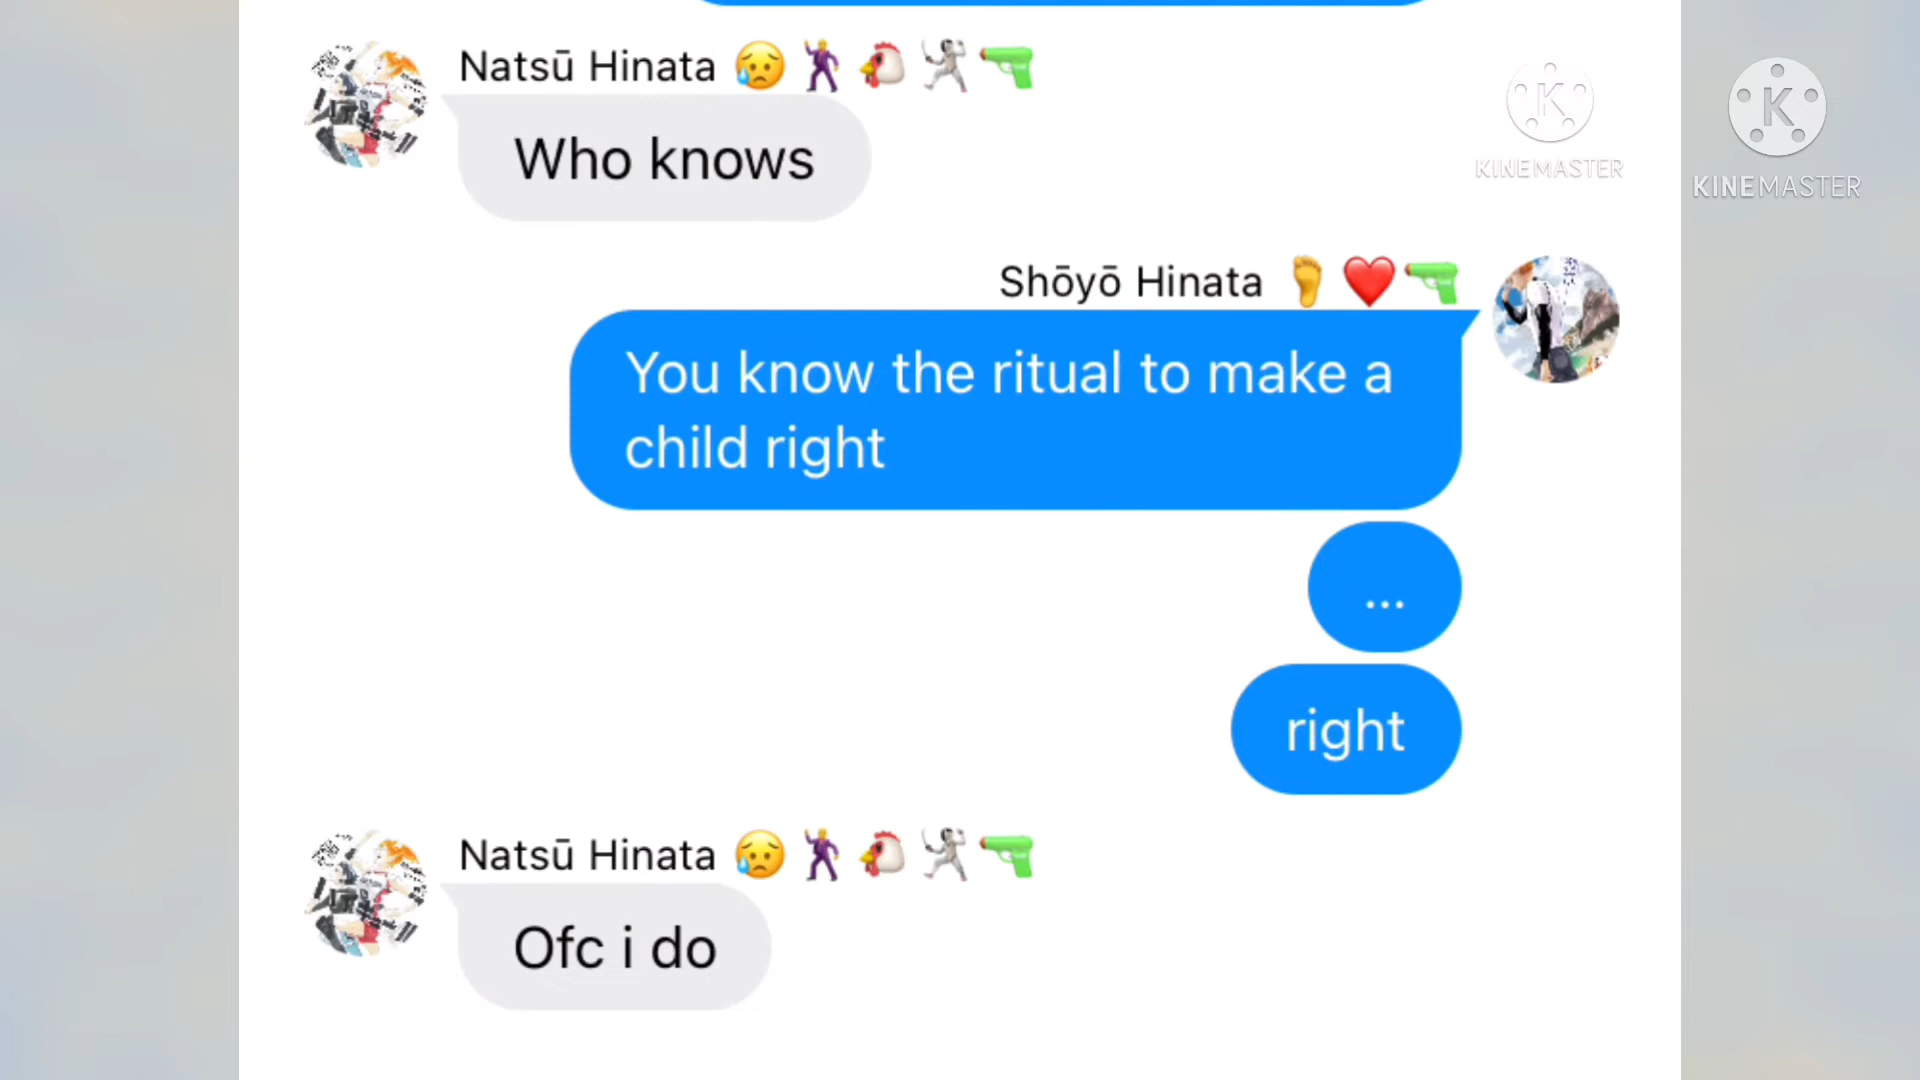 Natsū Hinata 😥🕺🐔🤺🔫
Who knows
KINEMASTER
KINEMASTER
Shōyō Hinata 🦶❤️🔫
You know the ritual to make a
child right
...
right
Natsū Hinata 😥🕺🐔🤺🔫
Ofc i do